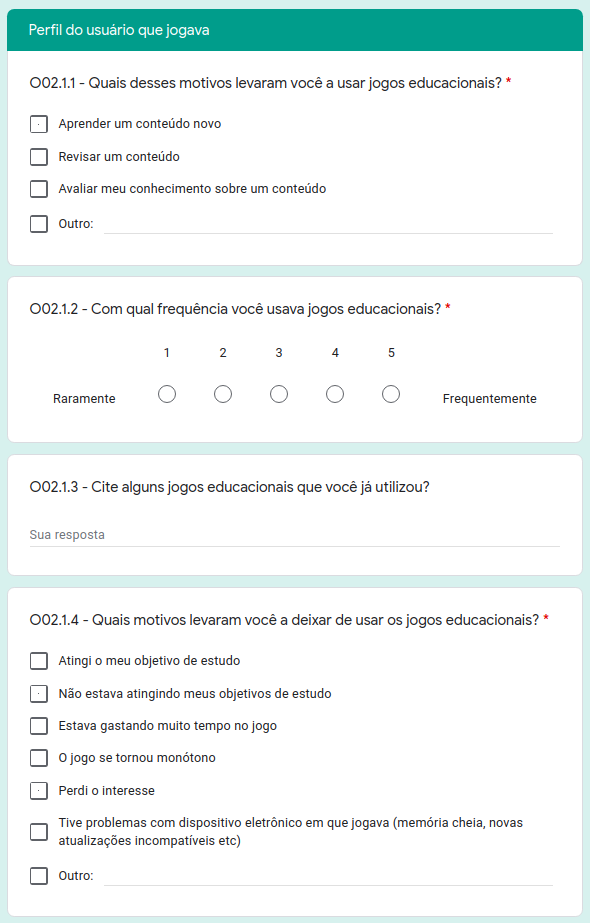 Perfil do usuário que jogava
O02.1.1 - Quais desses motivos levaram você a usar jogos educacionais? *
Aprender um conteúdo novo
Revisar um conteúdo
Avaliar meu conhecimento sobre um conteúdo
Outro:
O02.1.2 - Com qual frequência você usava jogos educacionais? *
1 2 3 4 5
Raramente Frequentemente
O02.1.3 - Cite alguns jogos educacionais que você já utilizou?
Sua resposta
O02.1.4 - Quais motivos levaram você a deixar de usar os jogos educacionais? *
Atingi o meu objetivo de estudo
Não estava atingindo meus objetivos de estudo
Estava gastando muito tempo no jogo
O jogo se tornou monótono
Perdi o interesse
Tive problemas com dispositivo eletrônico em que jogava (memória cheia, novas
atualizações incompatíveis etc)
Outro: